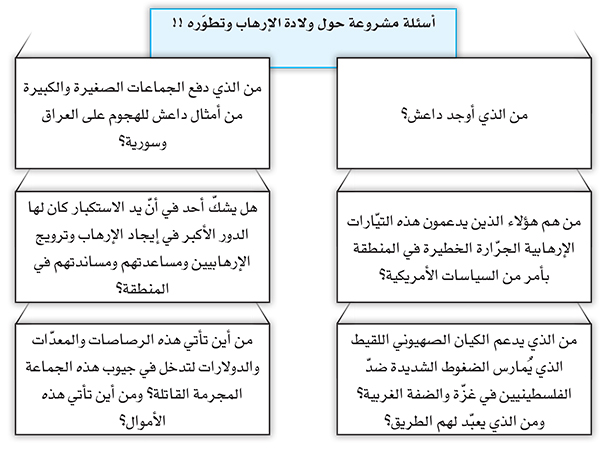 أسئلة مشروعة حول ولادة الإرهاب وتطوّره !!
من الذي أوجد داعش؟
من الذي دفع الجماعات الصغيرة والكبيرة
من أمثال داعش للهجوم على العراق
وسورية؟
من هم هؤلاء الذين يدعمون هذه التيّارات
الإرهابية الجرّارة الخطيرة في المنطقة
بأمر من السياسات الأمريكية؟
هل يشكّ أحد في أنّ يد الاستكبار كان لها
الدور الأكبر في إيجاد الإرهاب وترويج
الإرهابيين ومساعدتهم ومساندتهم في
المنطقة؟
من الذي يدعم الكيان الصهيوني اللقيط
الذي يُمارس الضغوط الشديدة ضدّ
الفلسطينيين في غزّة والضفة الغربية؟
ومن الذي يعبّد لهم الطريق؟
من أين تأتي هذه الرصاصات والمعدّات
والدولارات لتدخل في جيوب هذه الجماعة
المجرمة القاتلة؟ ومن أين تأتي هذه
الأموال؟